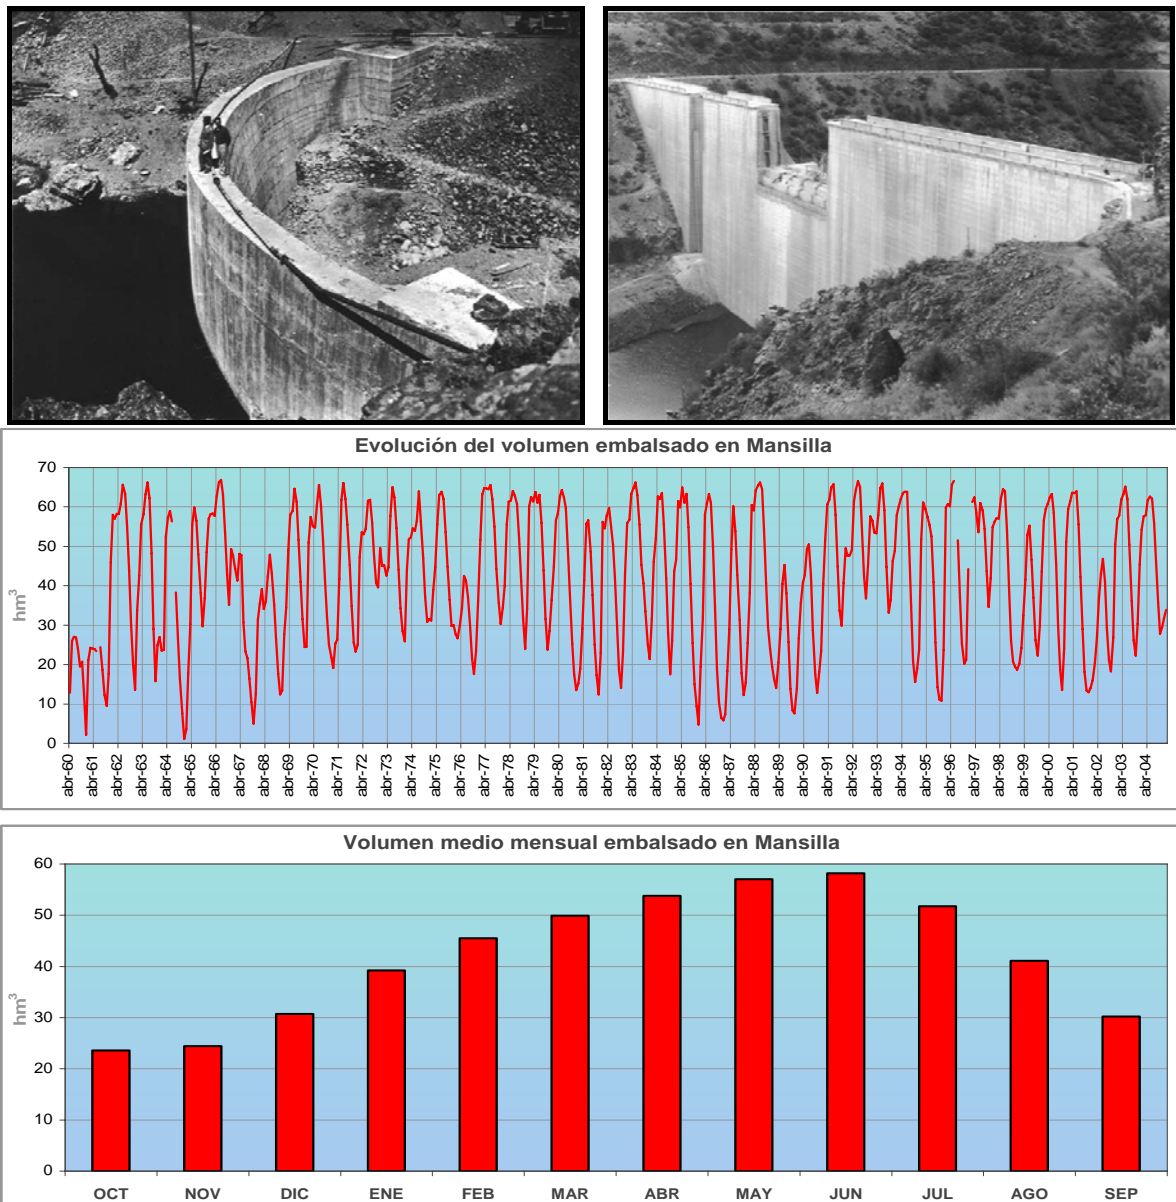 Evolución del volumen embalsado en Mansilla
70
60
50
40
30
20
10
0
hm³
abr-60 abr-61 abr-62 abr-63 abr-64 abr-65 abr-66 abr-67 abr-68 abr-69 abr-70 abr-71 abr-72 abr-73 abr-74 abr-75 abr-76 abr-77 abr-78 abr-79 abr-80 abr-81 abr-82 abr-83 abr-84 abr-85 abr-86 abr-87 abr-88 abr-89 abr-90 abr-91 abr-92 abr-93 abr-94 abr-95 abr-96 abr-97 abr-98 abr-99 abr-00 abr-01 abr-02 abr-03 abr-04
Volumen medio mensual embalsado en Mansilla
60
50
40
30
20
10
0
hm³
OCT NOV DIC ENE FEB MAR ABR MAY JUN JUL AGO SEP